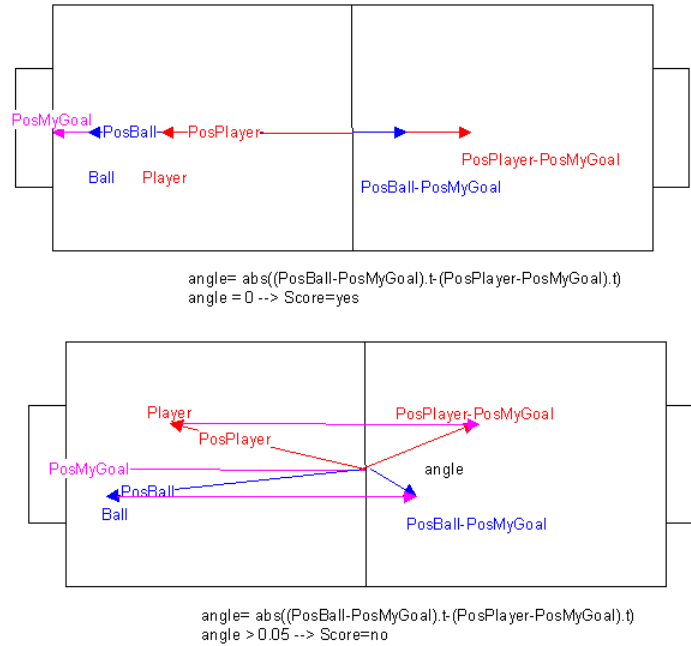 PosMyGoal
PosBall
PosPlayer
PosPlayer-PosMyGoal
Ball
Player
PosBall-PosMyGoal
angle= abs((PosBall-PosMyGoal).t-(PosPlayer-PosMyGoal).t)
angle = 0 --> Score=yes
Player
PosPlayer-PosMyGoal
PosPlayer
PosMyGoal
angle
PosBall
Ball
PosBall-PosMyGoal
angle= abs((PosBall-PosMyGoal).t-(PosPlayer-PosMyGoal).t)
angle > 0.05 --> Score=no